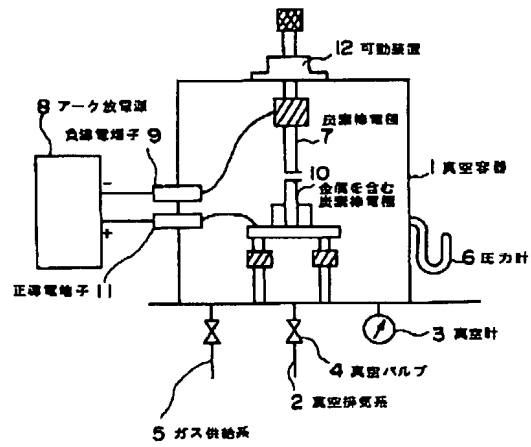 12 可動装置
8 アーク放電源
負導電端子 9
炭素棒電極
7
10
金属を含む
炭素棒電極
1 真空容器
−
+
6 圧力計
正導電端子 11
3 真空計
4 真空バルブ
2 真空排気系
5 ガス供給系